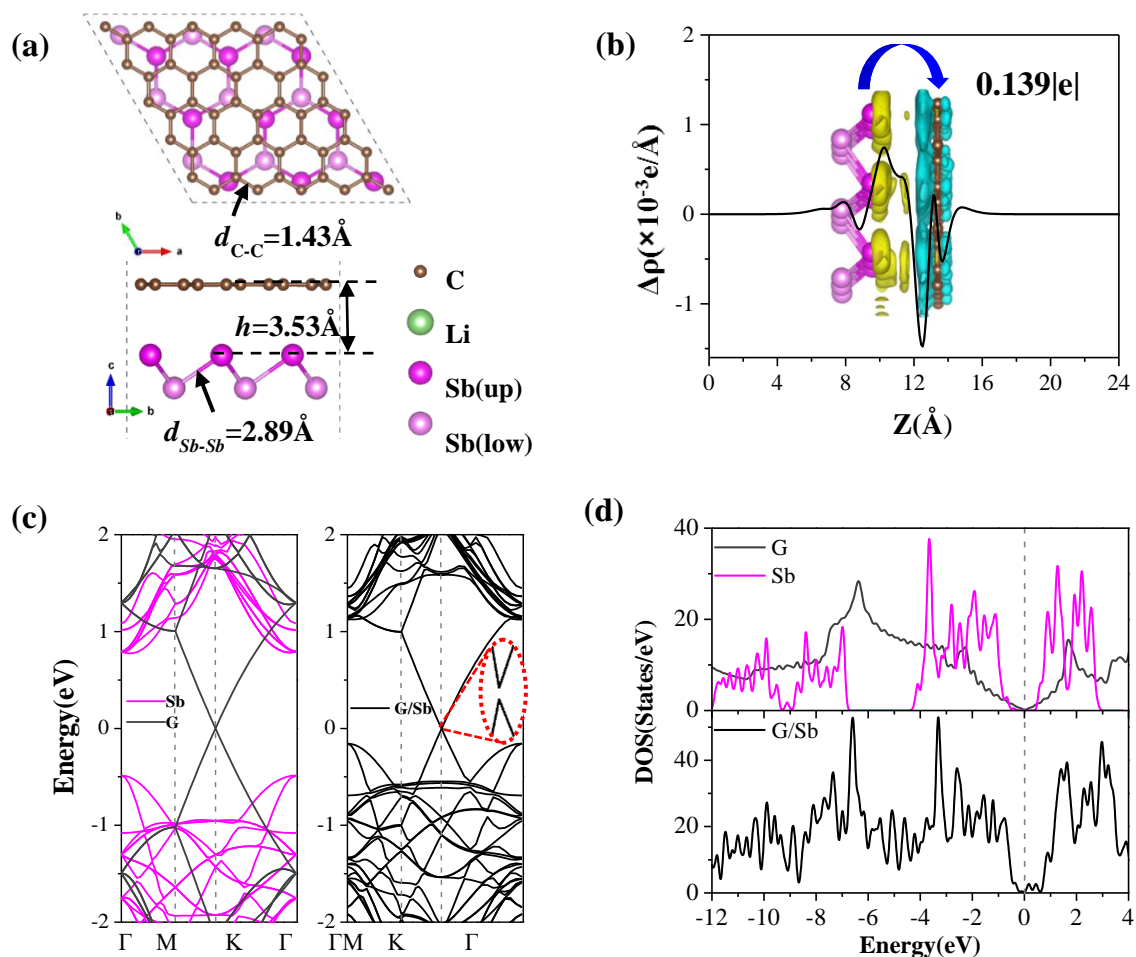 (a)
b
a
d C-C=1.43Å
C
h=3.53Å
Li
Sb(up)
c
b
d Sb-Sb=2.89Å
Sb(low)
(b)
2
1
0
-1
Δρ(×10⁻³e/Å)
0.139|e|
0 4 8 12 16 20 24
Z(Å)
(c)
2
1
0
-1
-2
Energy(eV)
Sb
G
Γ M K Γ
2
1
0
-1
-2
G/Sb
ΓM K Γ
(d)
40
20
0
G
Sb
DOS(States/eV)
40
20
0
G/Sb
-12 -10 -8 -6 -4 -2 0 2 4
Energy(eV)